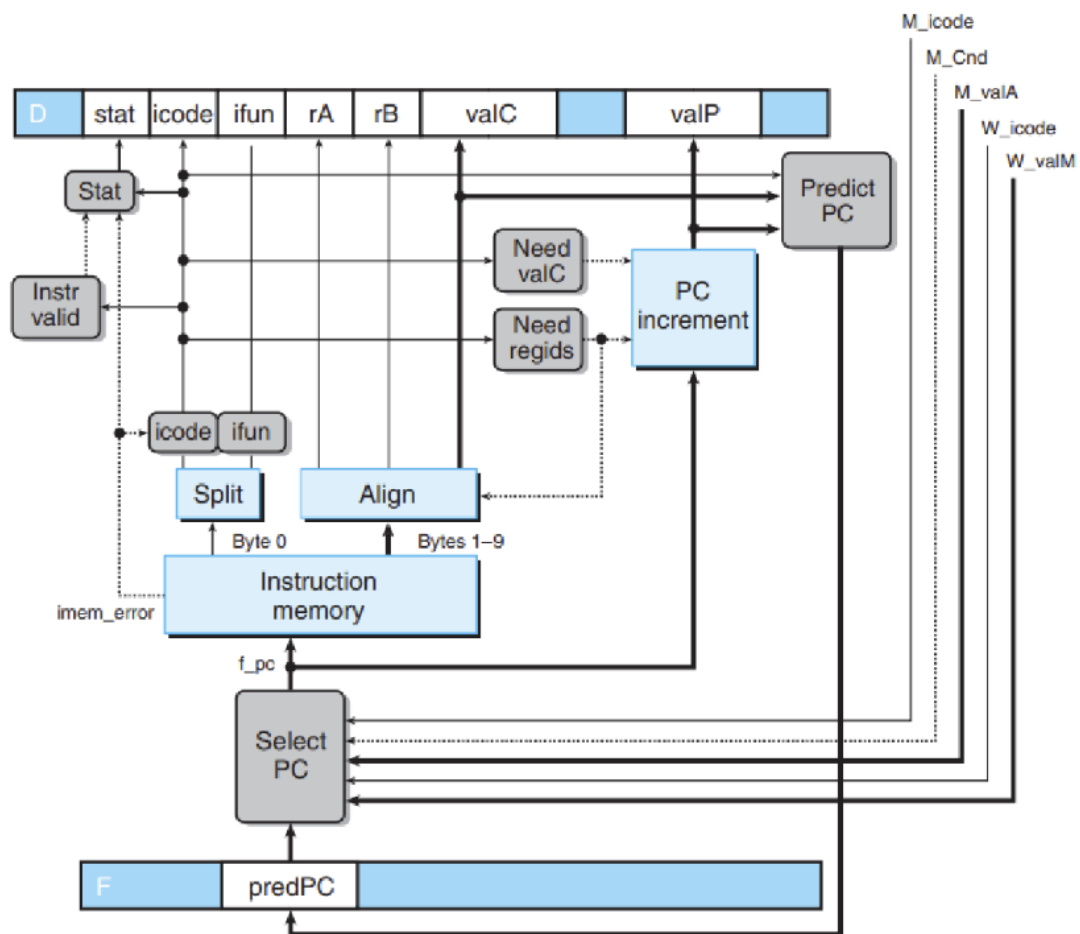 M_icode
M_Cnd
M_valA
W_icode
W_valM
D
stat
icode
ifun
rA
rB
valC
valP
Stat
Predict
PC
Need
valC
Instr
valid
PC
increment
Need
regids
icode
ifun
Split
Align
Byte 0
Bytes 1–9
Instruction
memory
imem_error
f_pc
Select
PC
F
predPC